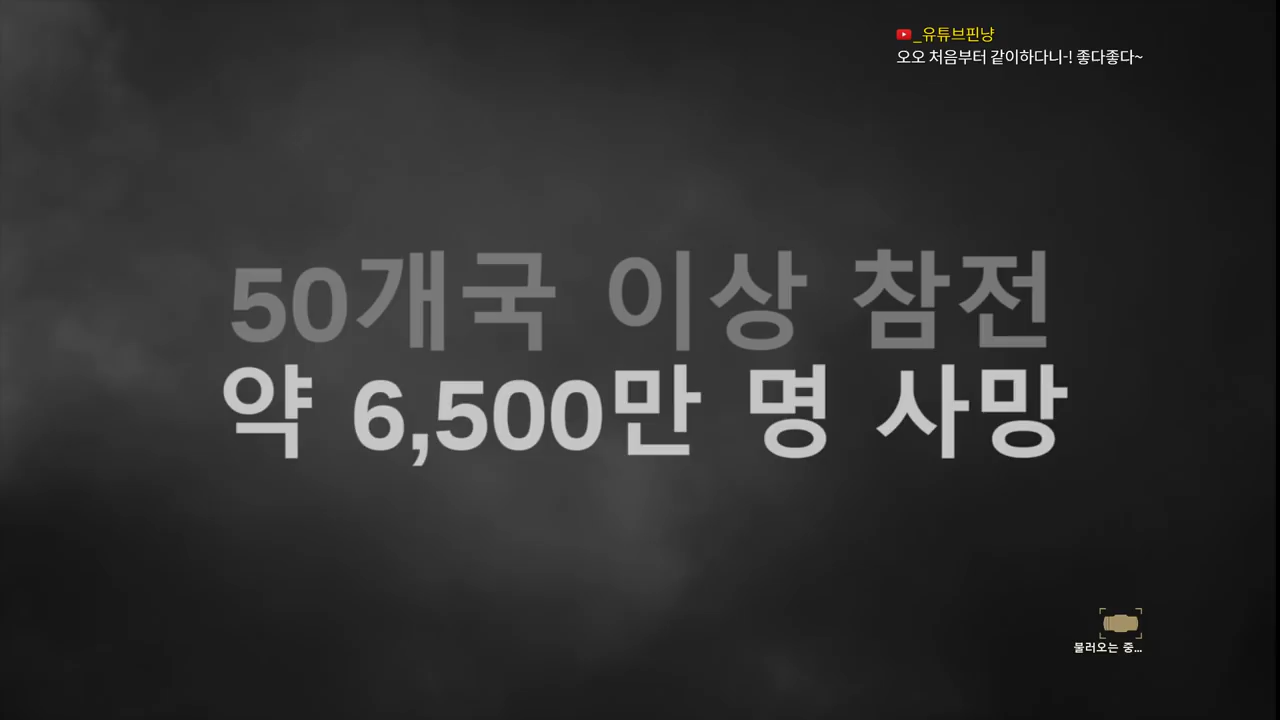 _유튜브핀냥
오오 처음부터 같이하다니-! 좋다좋다~
50개국 이상 참전
약 6,500만 명 사망
불러오는 중...